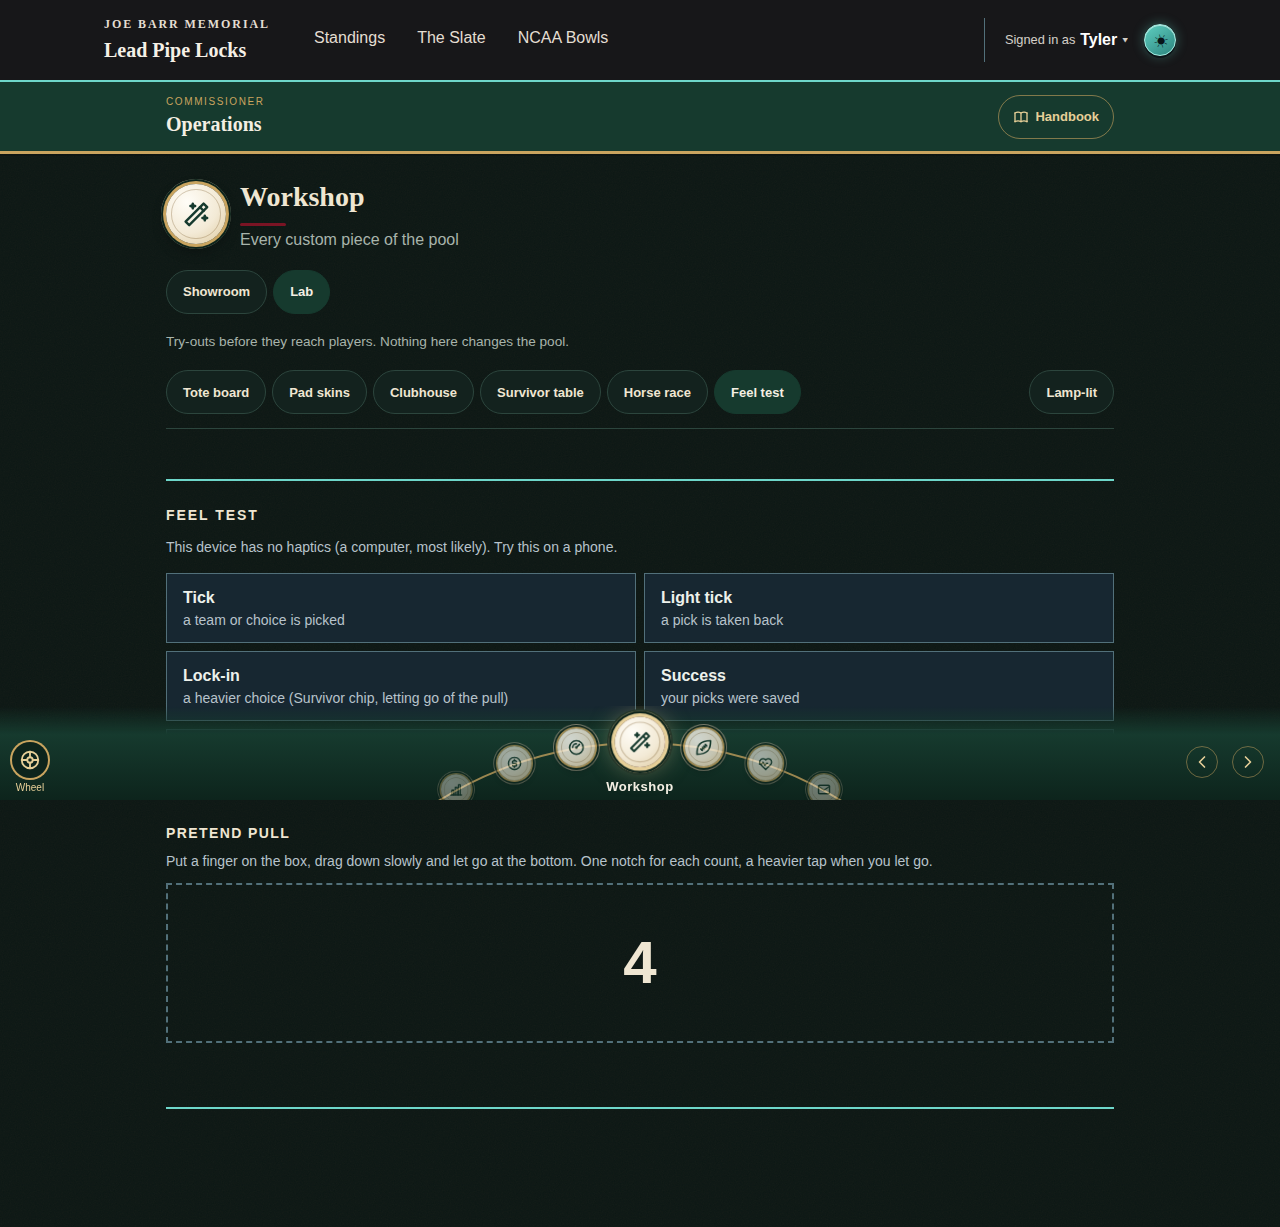 JOE BARR MEMORIAL
Lead Pipe Locks
Standings
The Slate
NCAA Bowls
Signed in as Tyler
COMMISSIONER
Operations
Handbook
Workshop
Every custom piece of the pool
Showroom
Lab
Try-outs before they reach players. Nothing here changes the pool.
Tote board
Pad skins
Clubhouse
Survivor table
Horse race
Feel test
Lamp-lit
FEEL TEST
This device has no haptics (a computer, most likely). Try this on a phone.
Tick
a team or choice is picked
Light tick
a pick is taken back
Lock-in
a heavier choice (Survivor chip, letting go of the pull)
Success
your picks were saved
Wheel
Workshop
PRETEND PULL
Put a finger on the box, drag down slowly and let go at the bottom. One notch for each count, a heavier tap when you let go.
4